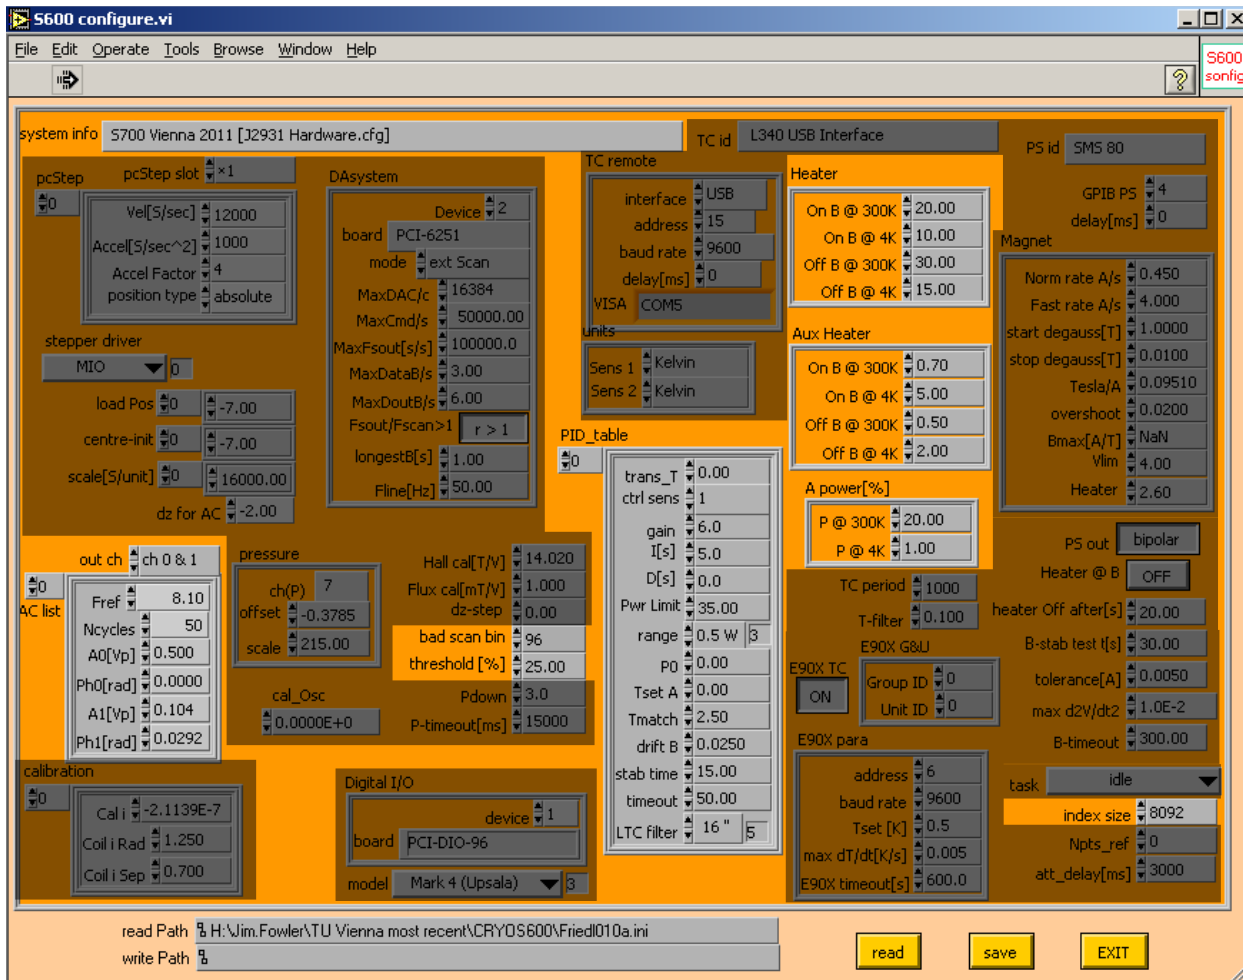 S600 configure.vi
File Edit Operate Tools Browse Window Help
S600
sonfig
system info S700 Vienna 2011 [J2931 Hardware.cfg]
TC id L340 USB Interface
PS id SMS 80
GPIB PS 4
delay[ms] 0
pcStep
0
pcStep slot ×1
Vel[S/sec] 12000
Accel[S/sec^2] 1000
Accel Factor 4
position type absolute
stepper driver
MIO 0
load Pos 0 -7.00
centre-init 0 -7.00
scale[S/unit] 0 16000.00
dz for AC -2.00
DAsystem
Device 2
board PCI-6251
mode ext Scan
MaxDAC/c 16384
MaxCmd/s 50000.00
MaxFsout[s/s] 100000.0
MaxDataB/s 3.00
MaxDoutB/s 6.00
Fsout/Fscan>1 r > 1
longestB[s] 1.00
Fline[Hz] 50.00
TC remote
interface USB
address 15
baud rate 9600
delay[ms] 0
VISA COM5
units
Sens 1 Kelvin
Sens 2 Kelvin
Heater
On B @ 300K 20.00
On B @ 4K 10.00
Off B @ 300K 30.00
Off B @ 4K 15.00
Aux Heater
On B @ 300K 0.70
On B @ 4K 5.00
Off B @ 300K 0.50
Off B @ 4K 2.00
A power[%]
P @ 300K 20.00
P @ 4K 1.00
Magnet
Norm rate A/s 0.450
Fast rate A/s 4.000
start degauss[T] 1.0000
stop degauss[T] 0.0100
Tesla/A 0.09510
overshoot 0.0200
Bmax[A/T] NaN
Vlim 4.00
Heater 2.60
PID_table
0
trans_T 0.00
ctrl sens 1
gain 6.0
I[s] 5.0
D[s] 0.0
Pwr Limit 35.00
range 0.5 W 3
P0 0.00
Tset A 0.00
Tmatch 2.50
drift B 0.0250
stab time 15.00
timeout 50.00
LTC filter 16 " 5
out ch ch 0 & 1
0
AC list
Fref 8.10
Ncycles 50
A0[Vp] 0.500
Ph0[rad] 0.0000
A1[Vp] 0.104
Ph1[rad] 0.0292
pressure
ch(P) 7
offset -0.3785
scale 215.00
cal_Osc
0.0000E+0
Hall cal[T/V] 14.020
Flux cal[mT/V] 1.000
dz-step 0.00
bad scan bin 96
threshold [%] 25.00
Pdown 3.0
P-timeout[ms] 15000
TC period 1000
T-filter 0.100
E90X TC
ON
E90X G&U
Group ID 0
Unit ID 0
E90X para
address 6
baud rate 9600
Tset [K] 0.5
max dT/dt[K/s] 0.005
E90X timeout[s] 600.0
PS out bipolar
Heater @ B OFF
heater Off after[s] 20.00
B-stab test t[s] 30.00
tolerance[A] 0.0050
max d2V/dt2 1.0E-2
B-timeout 300.00
task idle
index size 8092
Npts_ref 0
att_delay[ms] 3000
calibration
0
Cal i -2.1139E-7
Coil i Rad 1.250
Coil i Sep 0.700
Digital I/O
device 1
board PCI-DIO-96
model Mark 4 (Upsala) 3
read Path H:\Jim.Fowler\TU Vienna most recent\CRYOS600\Friedl010a.ini
write Path
read save EXIT